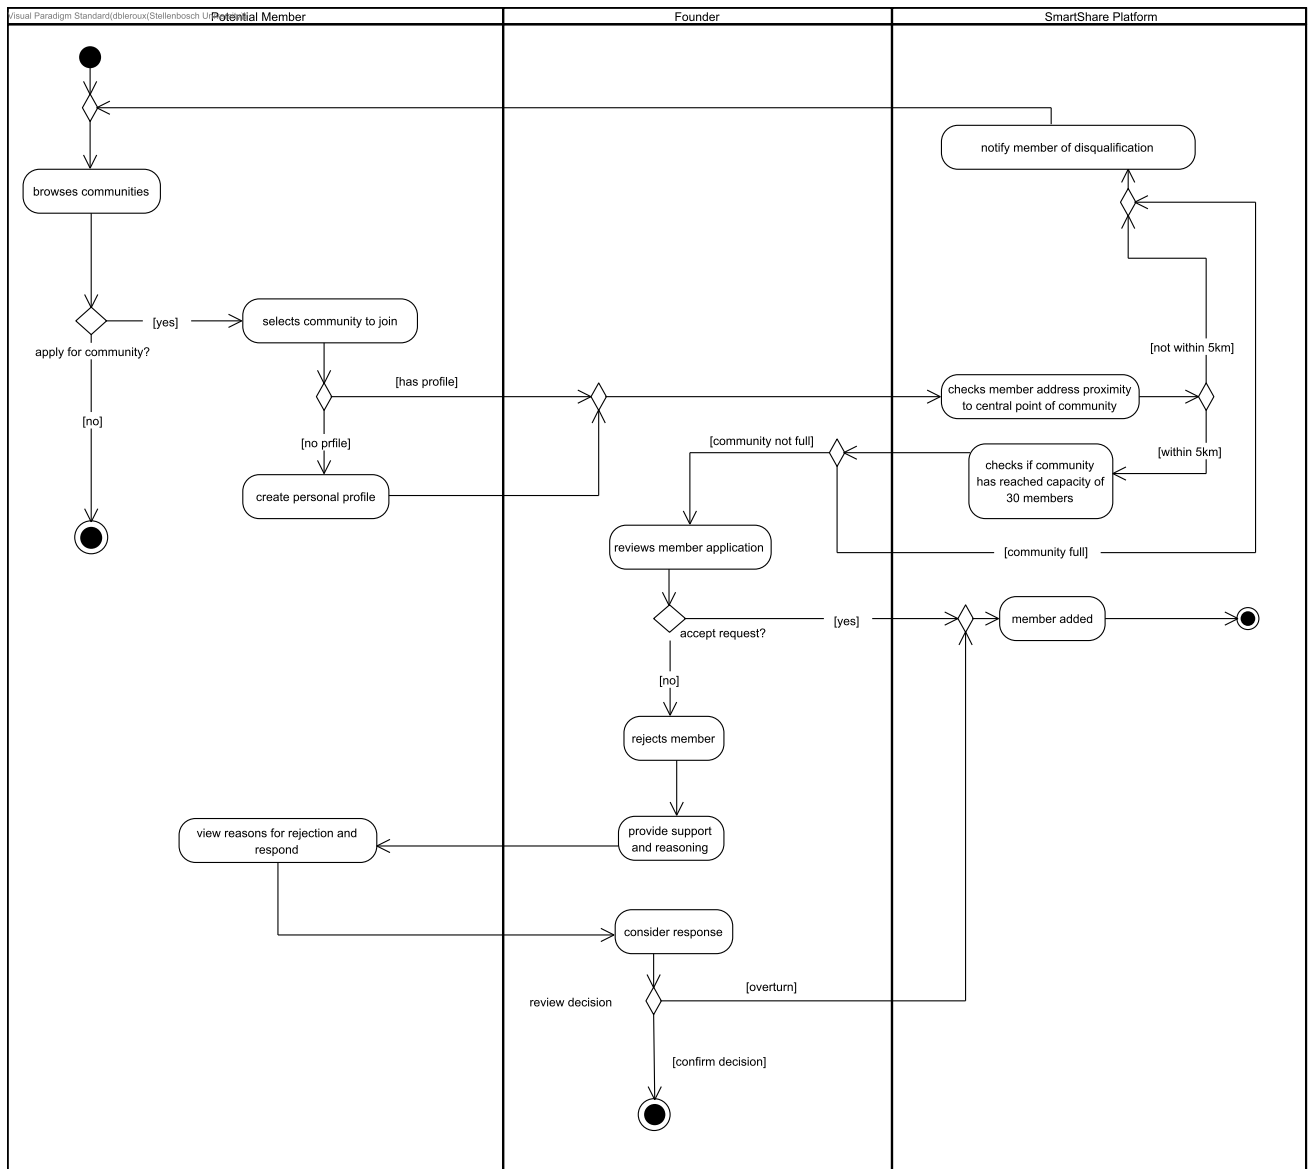 Visual Paradigm Standard(dbleroux(Stellenbosch
Potential Member
Founder
SmartShare Platform
notify member of disqualification
browses communities
[yes]
selects community to join
apply for community?
[not within 5km]
[has profile]
checks member address proximity
to central point of community
[no]
[no prfile]
[community not full]
[within 5km]
checks if community
has reached capacity of
30 members
create personal profile
reviews member application
[community full]
accept request?
[yes]
member added
[no]
rejects member
view reasons for rejection and
respond
provide support
and reasoning
consider response
[overturn]
review decision
[confirm decision]